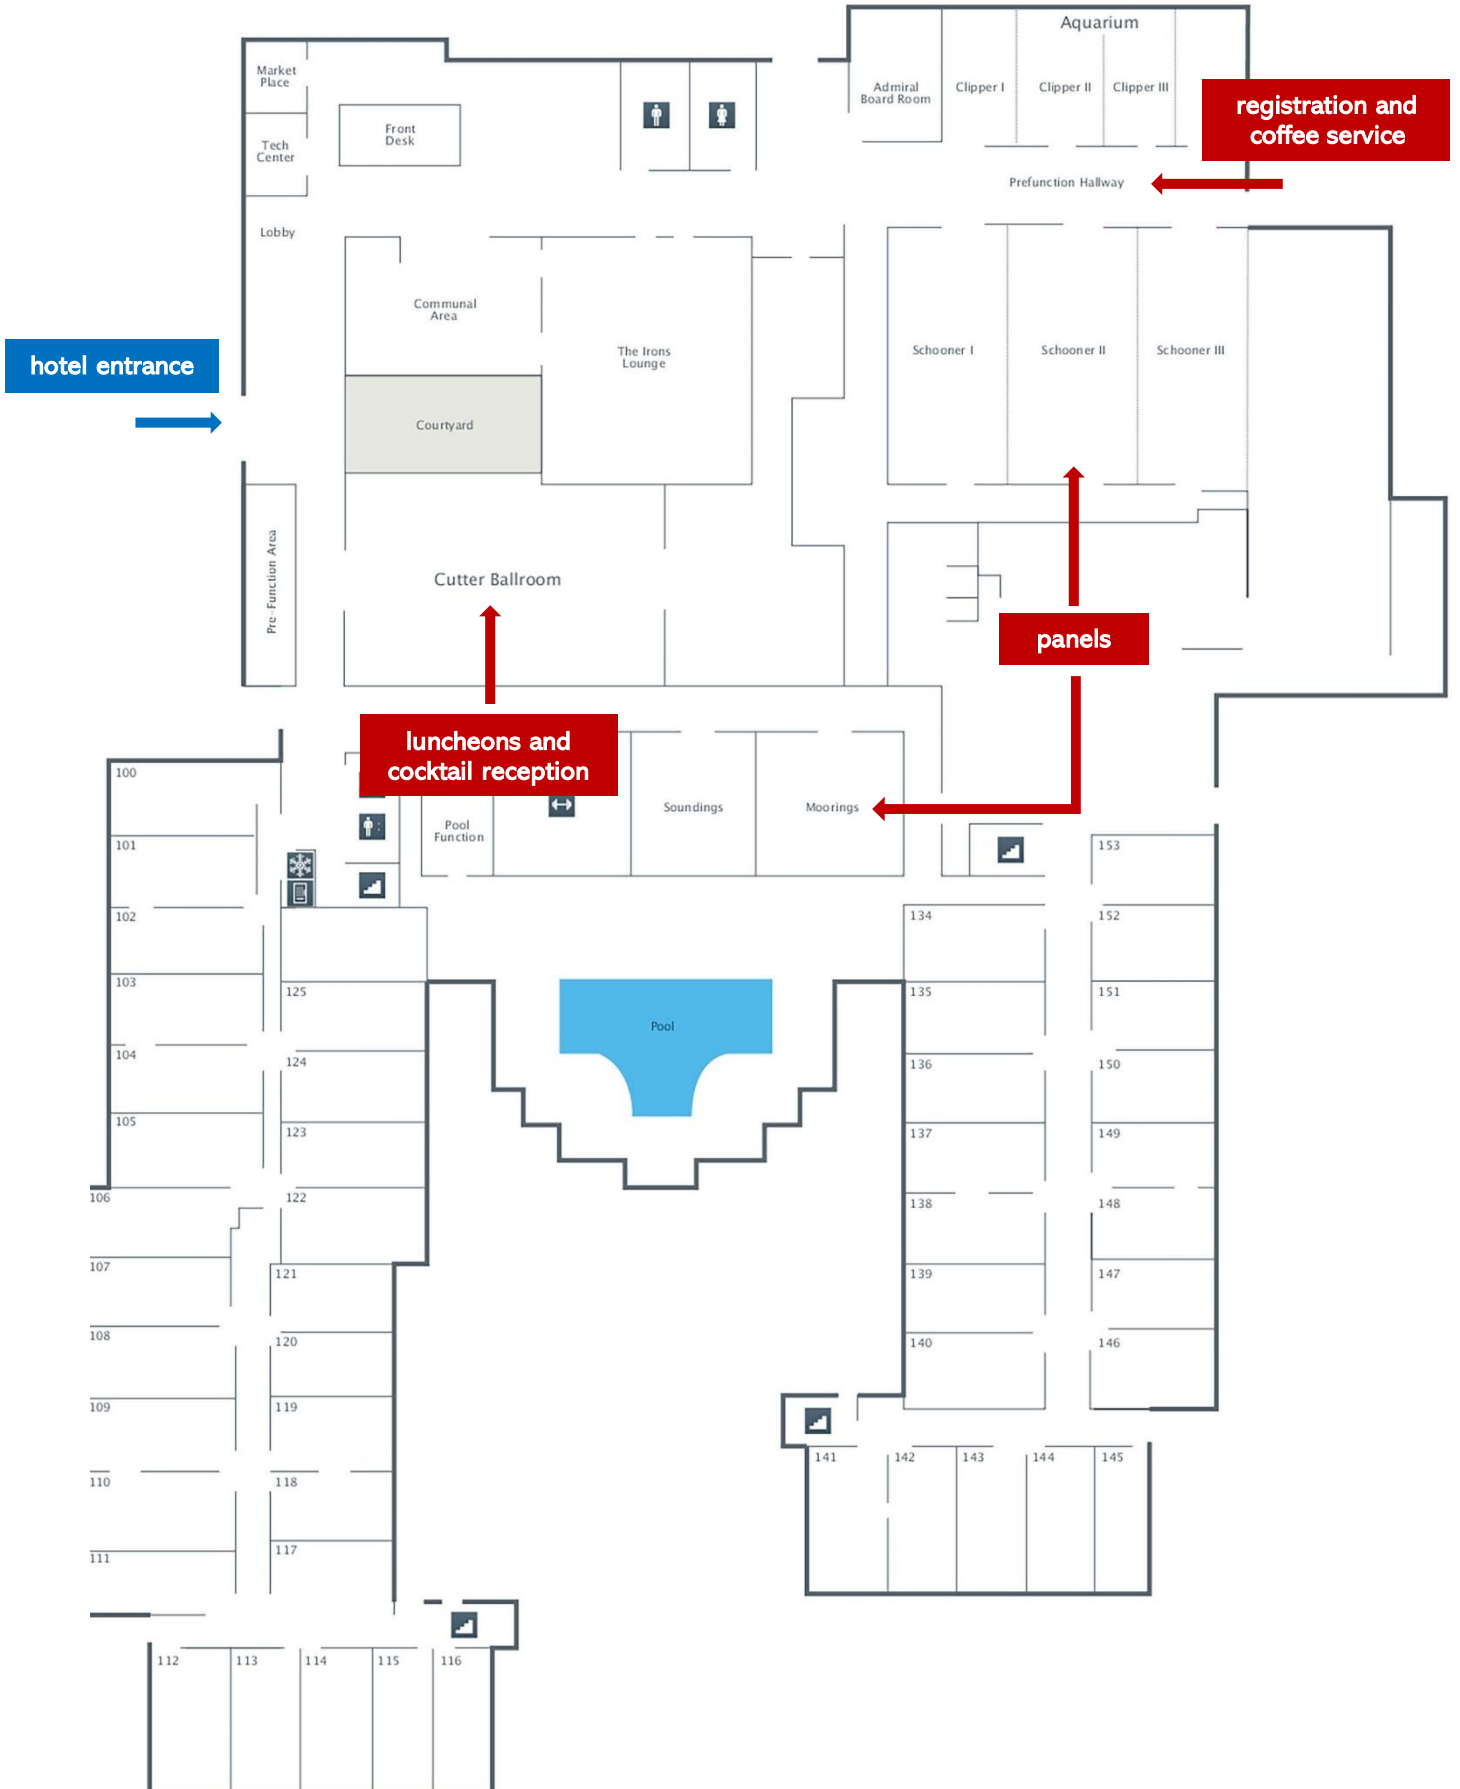 Aquarium
Market
Place
Admiral
Board Room
Clipper I
Clipper II
Clipper III
registration and
coffee service
Front
Desk
Tech
Center
Prefunction Hallway
Lobby
Communal
Area
The Irons
Lounge
Schooner I
Schooner II
Schooner III
hotel entrance
Courtyard
Pre-Function Area
Cutter Ballroom
panels
luncheons and
cocktail reception
Pool
Function
Soundings
Moorings
100
101
102
103
104
105
106
107
108
109
110
111
112
113
114
115
116
117
118
119
120
121
122
123
124
125
Pool
134
135
136
137
138
139
140
141
142
143
144
145
146
147
148
149
150
151
152
153